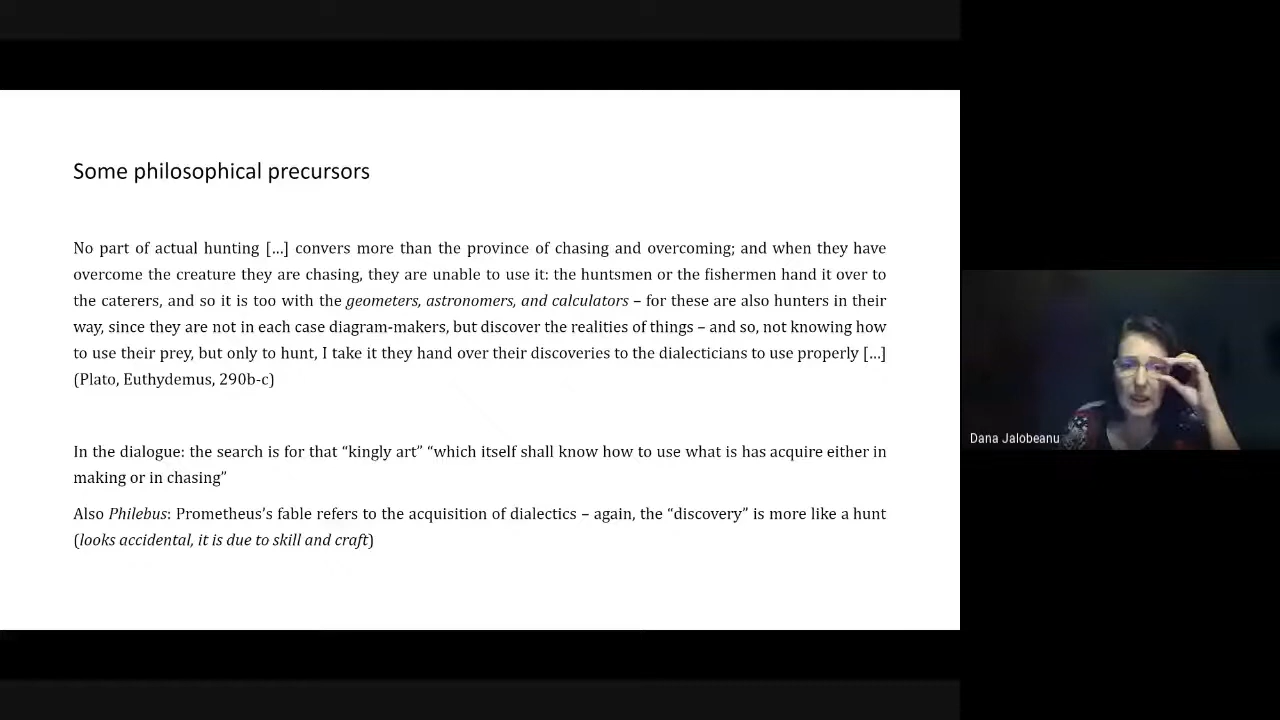 Some philosophical precursors
No part of actual hunting […] convers more than the province of chasing and overcoming; and when they have
overcome the creature they are chasing, they are unable to use it: the huntsmen or the fishermen hand it over to
the caterers, and so it is too with the geometers, astronomers, and calculators – for these are also hunters in their
way, since they are not in each case diagram-makers, but discover the realities of things – and so, not knowing how
to use their prey, but only to hunt, I take it they hand over their discoveries to the dialecticians to use properly […]
(Plato, Euthydemus, 290b-c)
In the dialogue: the search is for that “kingly art” “which itself shall know how to use what is has acquire either in
making or in chasing”
Also Philebus: Prometheus’s fable refers to the acquisition of dialectics – again, the “discovery” is more like a hunt
(looks accidental, it is due to skill and craft)
Dana Jalobeanu